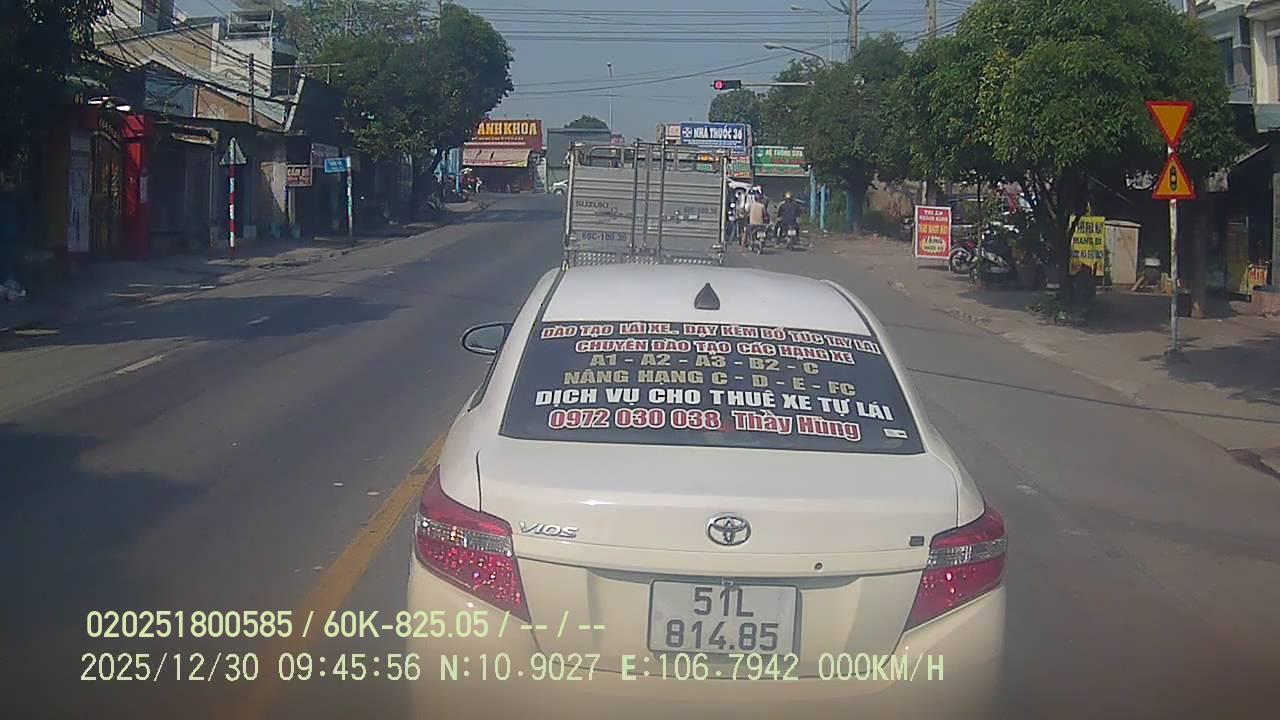 ANH KHOA
NHÀ THUỐC 36
SUZUKI
CẦM ĐỒ
ĐÀO TẠO LÁI XE, DẠY KÈM BỔ TÚC TAY LÁI
CHUYÊN ĐÀO TẠO CÁC HẠNG XE
A1 - A2 - A3 - B2 - C
NÂNG HẠNG C - D - E - FC
DỊCH VỤ CHO THUÊ XE TỰ LÁI
0972 030 038 Thầy Hùng
VIOS
51L
814.85
020251800585 / 60K-825.05 / -- / --
2025/12/30 09:45:56 N:10.9027 E:106.7942 000KM/H